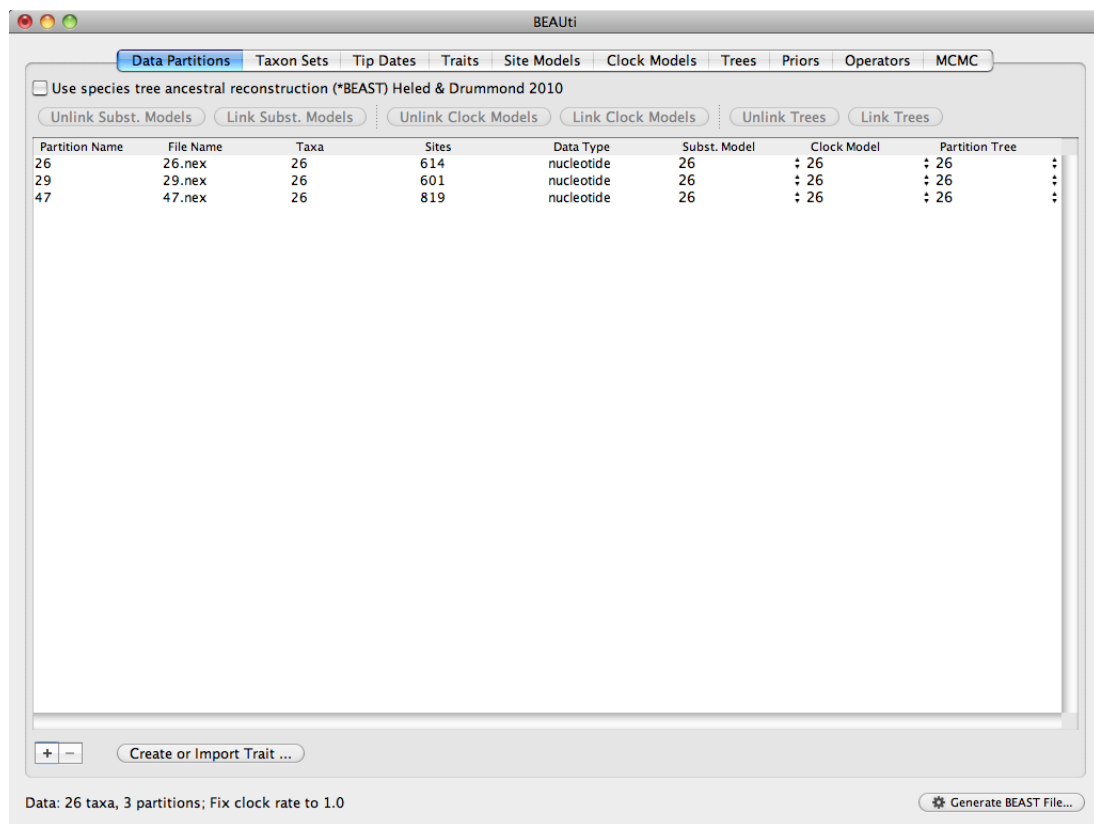 BEAUti
Data Partitions Taxon Sets Tip Dates Traits Site Models Clock Models Trees Priors Operators MCMC
Use species tree ancestral reconstruction (*BEAST) Heled & Drummond 2010
Unlink Subst. Models Link Subst. Models Unlink Clock Models Link Clock Models Unlink Trees Link Trees
Partition Name File Name Taxa Sites Data Type Subst. Model Clock Model Partition Tree
26 26.nex 26 614 nucleotide 26 26 26
29 29.nex 26 601 nucleotide 26 26 26
47 47.nex 26 819 nucleotide 26 26 26
+ − Create or Import Trait ...
Data: 26 taxa, 3 partitions; Fix clock rate to 1.0 Generate BEAST File...